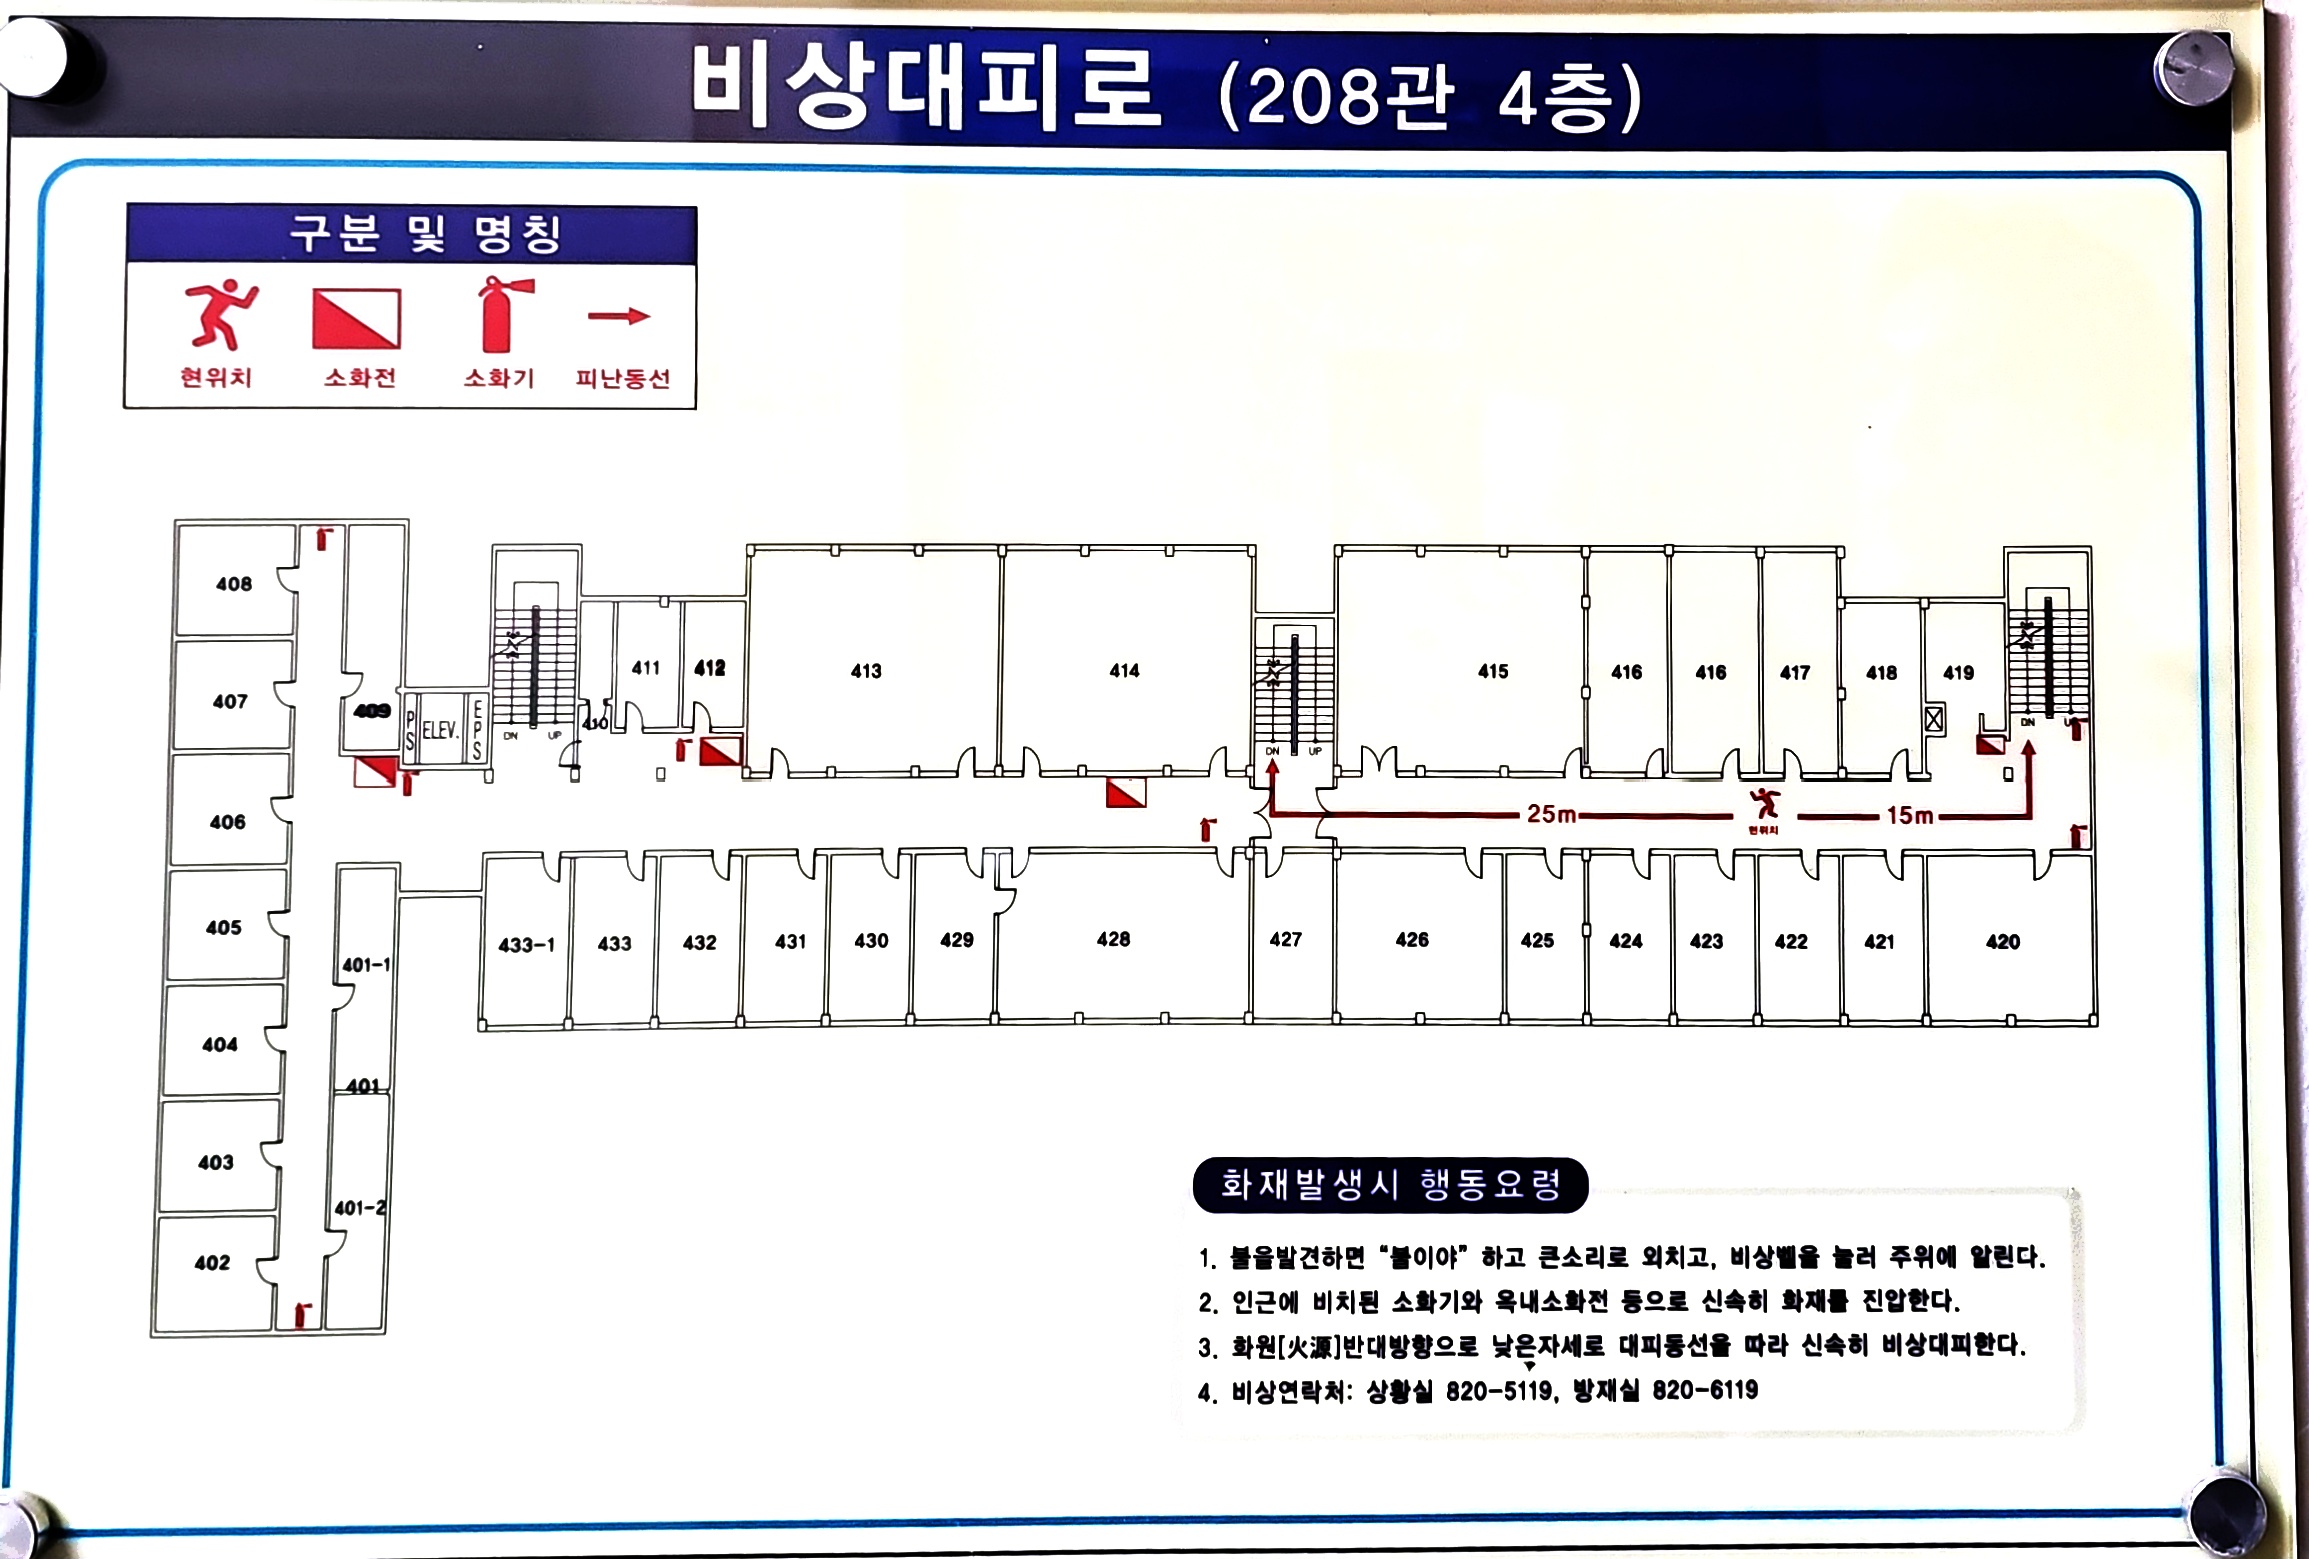 비상대피로 (208관 4층)
구분 및 명칭
현위치 소화전 소화기 피난동선
408
407
406
405
404
403
402
409
PS
ELEV.
EPS
DN UP
410
411
412
413
414
DN UP
415
416
416
417
418
419
DN UP
25m
현위치
15m
401-1
401
401-2
433-1
433
432
431
430
429
428
427
426
425
424
423
422
421
420
화재발생시 행동요령
1. 불을발견하면 “불이야” 하고 큰소리로 외치고, 비상벨을 눌러 주위에 알린다.
2. 인근에 비치된 소화기와 옥내소화전 등으로 신속히 화재를 진압한다.
3. 화원[火源]반대방향으로 낮은자세로 대피동선을 따라 신속히 비상대피한다.
4. 비상연락처: 상황실 820-5119, 방재실 820-6119